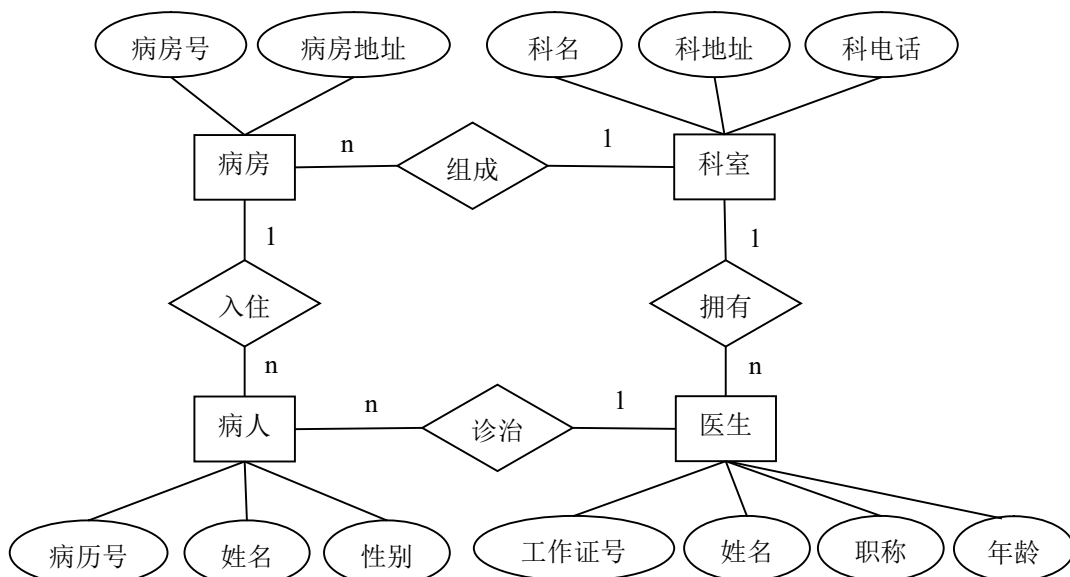 病房号 病房地址 科名 科地址 科电话
病房 n 组成 1 科室
1 1
入住 拥有
n n
病人 n 诊治 1 医生
病历号 姓名 性别 工作证号 姓名 职称 年龄